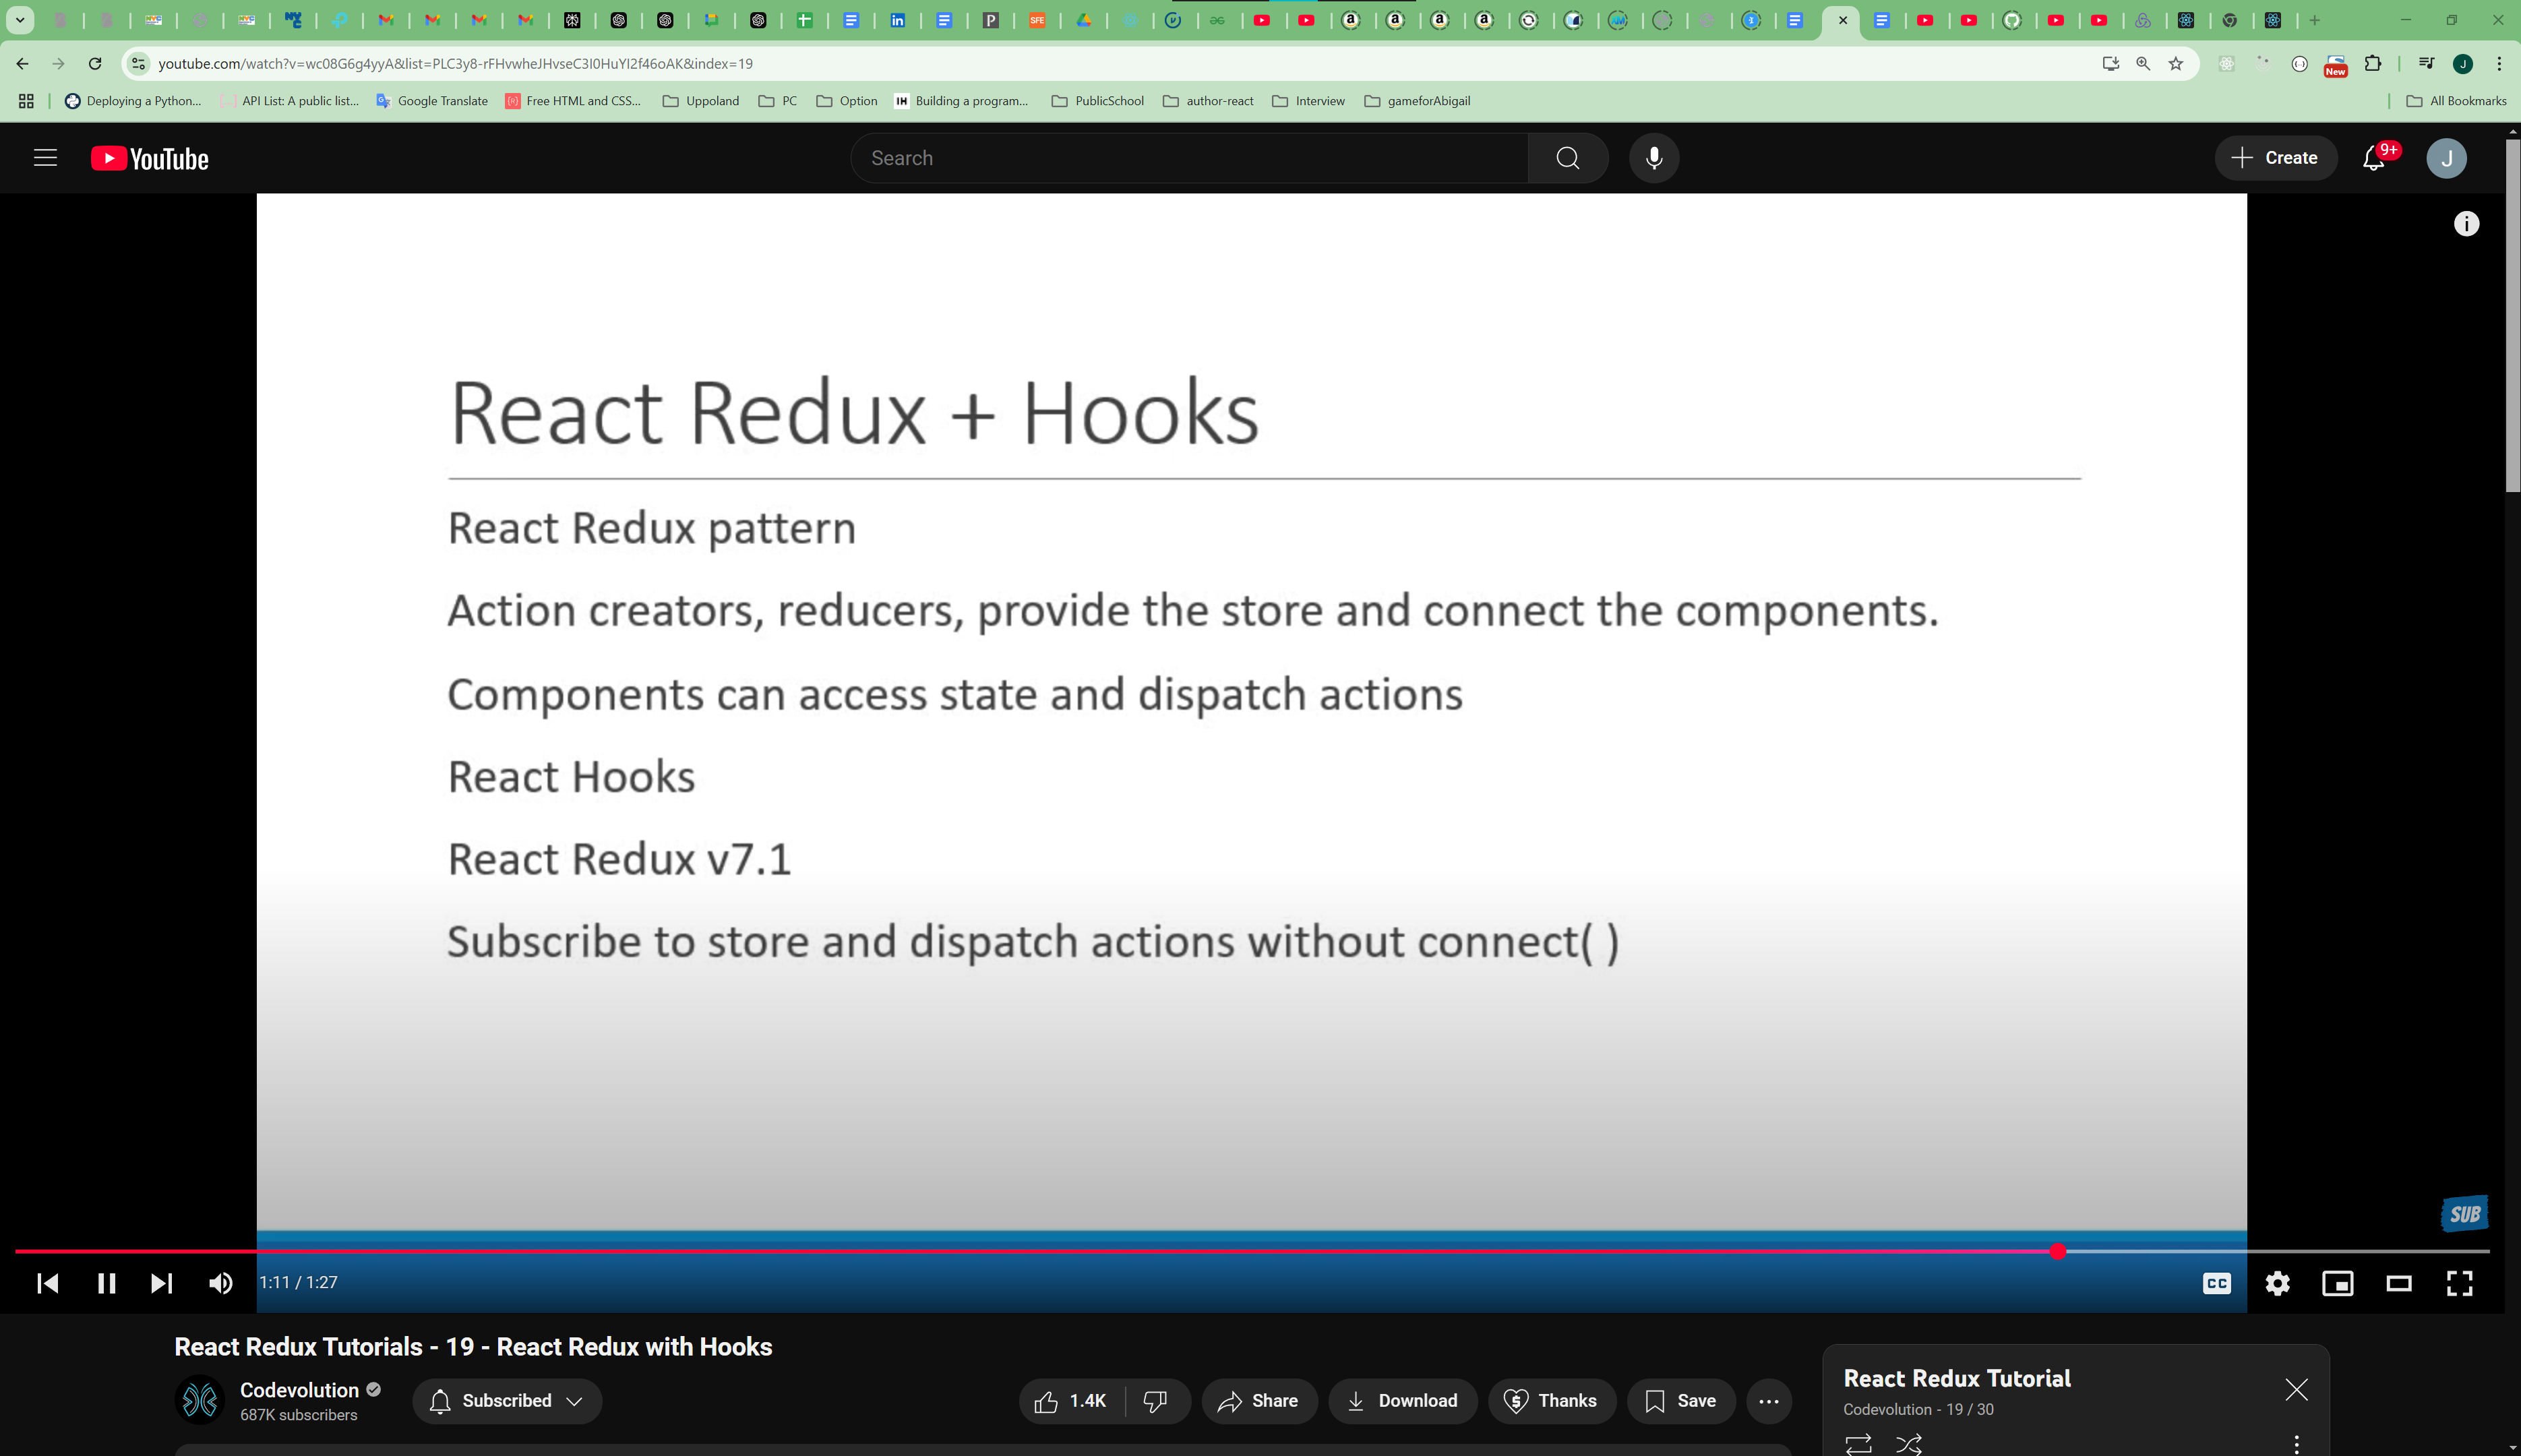 SFE
youtube.com/watch?v=wc08G6g4yyA&list=PLC3y8-rFHvwheJHvseC3I0HuYI2f46oAK&index=19
New
J
Deploying a Python...
API List: A public list...
Google Translate
Free HTML and CSS...
Uppoland
PC
Option
IH Building a program...
PublicSchool
author-react
Interview
gameforAbigail
All Bookmarks
YouTube
Search
Create
9+
J
React Redux + Hooks
React Redux pattern
Action creators, reducers, provide the store and connect the components.
Components can access state and dispatch actions
React Hooks
React Redux v7.1
Subscribe to store and dispatch actions without connect( )
SUB
1:11 / 1:27
CC
React Redux Tutorials - 19 - React Redux with Hooks
Codevolution
687K subscribers
Subscribed
1.4K
Share
Download
Thanks
Save
React Redux Tutorial
Codevolution - 19 / 30